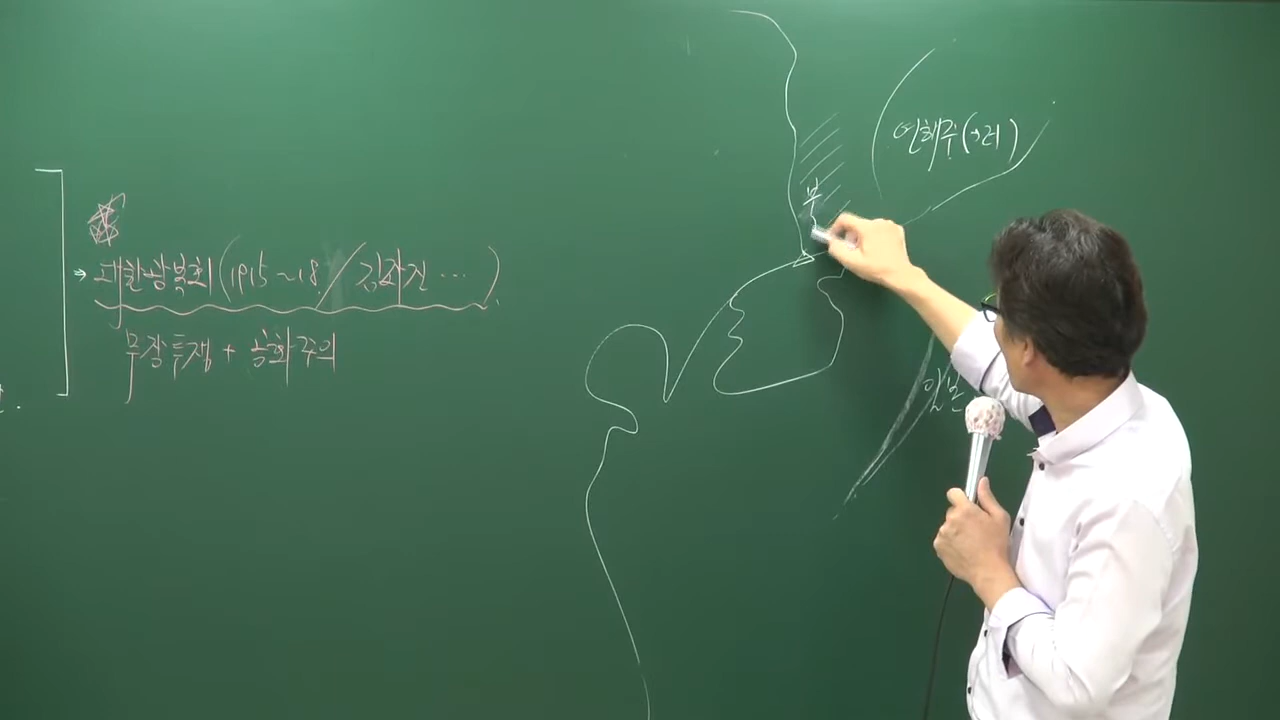 → 대한광복회(1915~18 / 김좌진 … )
무장투쟁 + 공화주의
연해주(러)
북
일본